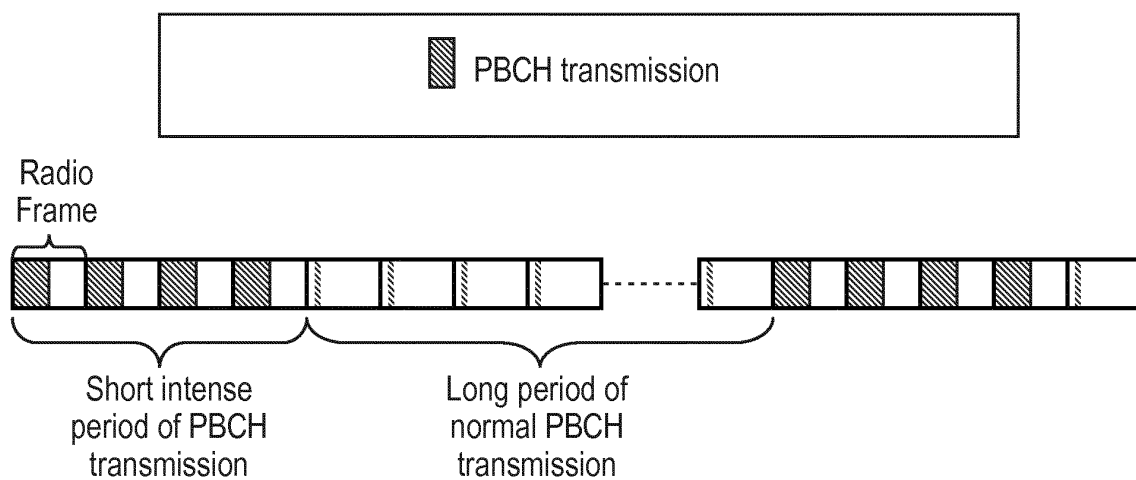 PBCH transmission
Radio
Frame
Short intense
period of PBCH
transmission
Long period of
normal PBCH
transmission